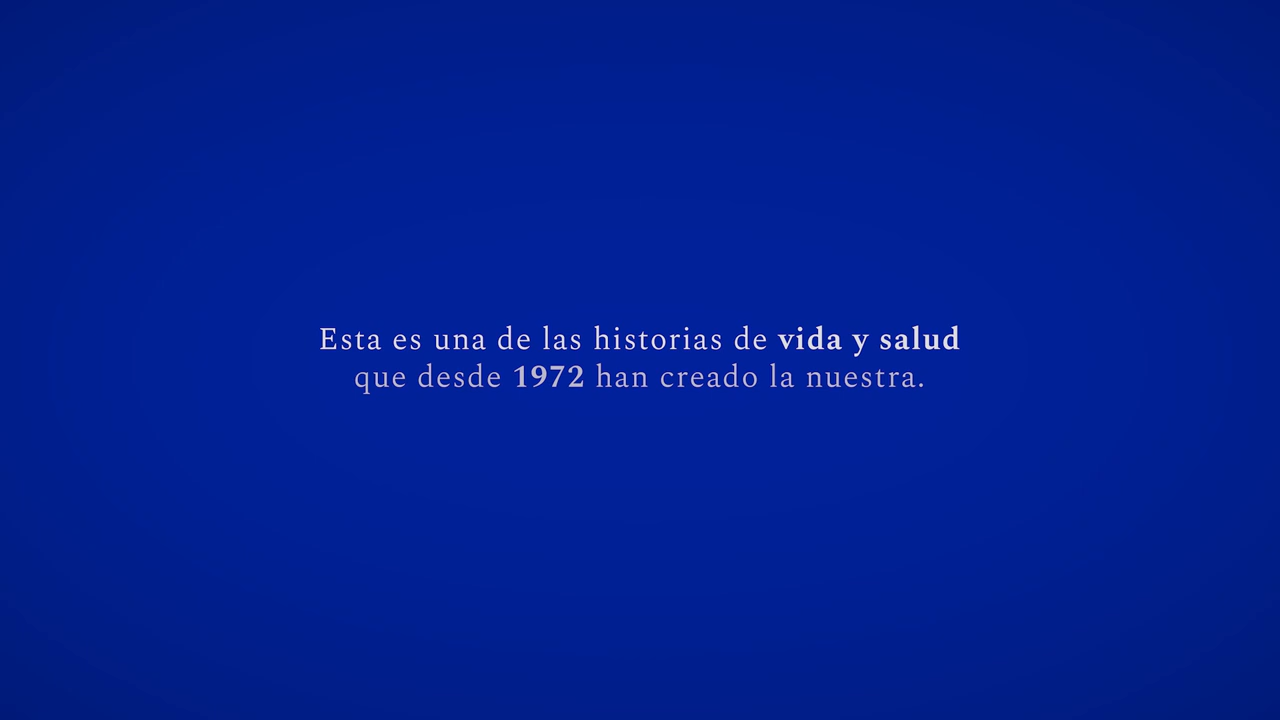 Esta es una de las historias de vida y salud
que desde 1972 han creado la nuestra.